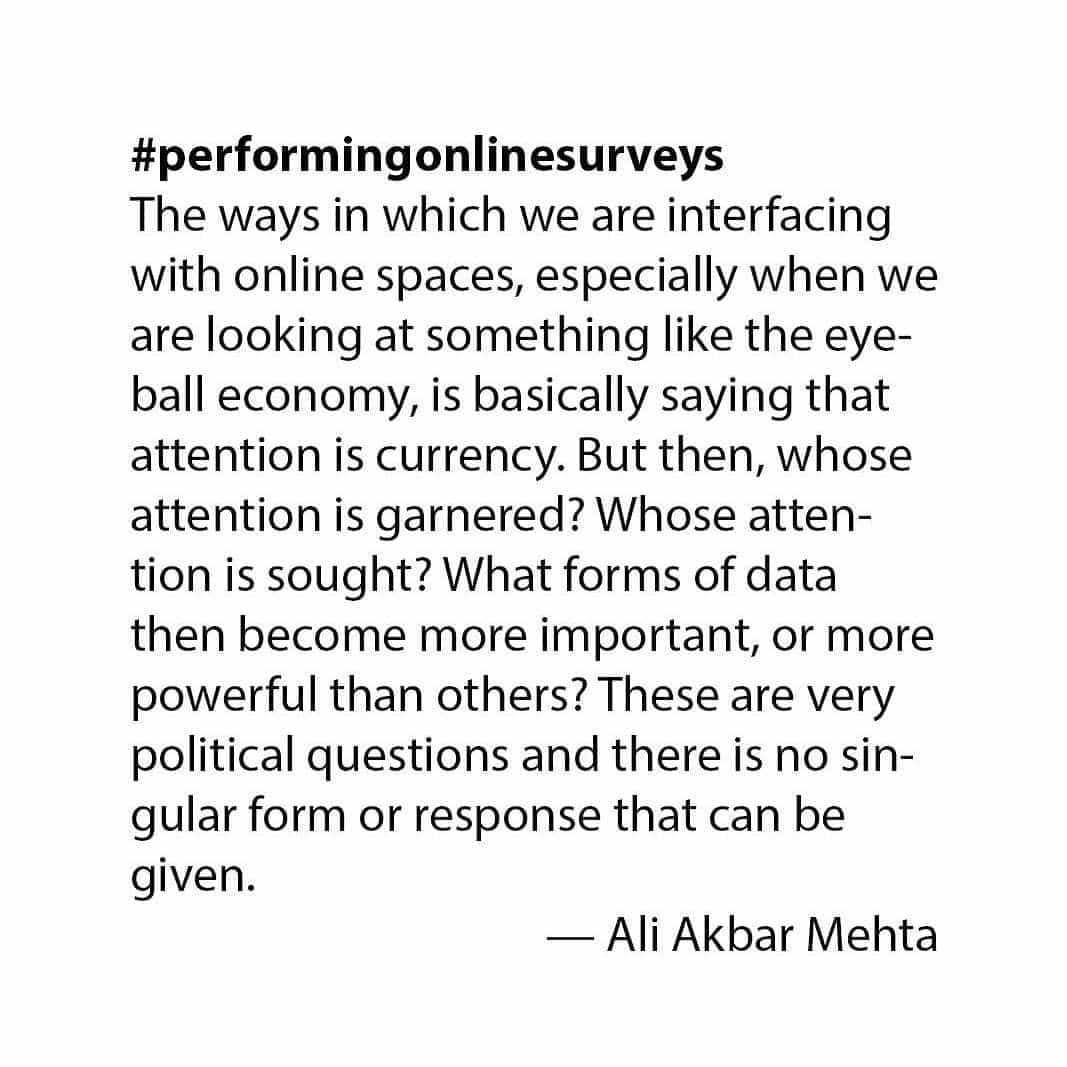 #performingonlinesurveys
The ways in which we are interfacing
with online spaces, especially when we
are looking at something like the eye-
ball economy, is basically saying that
attention is currency. But then, whose
attention is garnered? Whose atten-
tion is sought? What forms of data
then become more important, or more
powerful than others? These are very
political questions and there is no sin-
gular form or response that can be
given.
— Ali Akbar Mehta